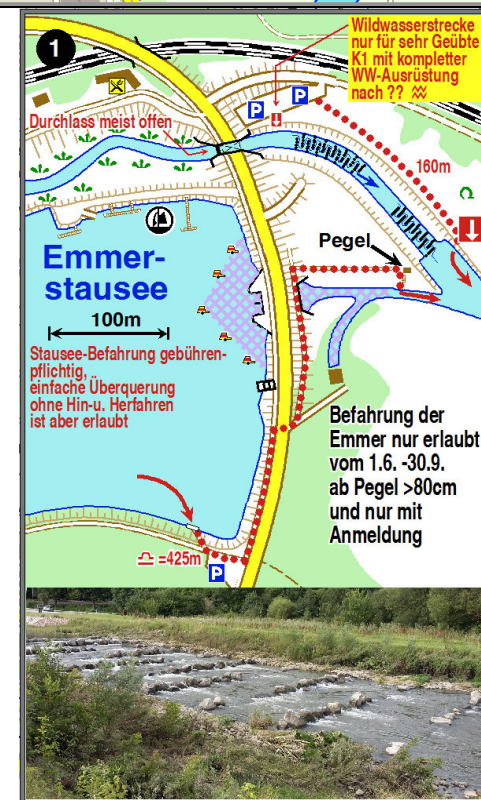 1
Wildwasserstrecke
nur für sehr Geübte
K1 mit kompletter
WW-Ausrüstung
nach ??
P
P
Durchlass meist offen
160m
Pegel
Emmer-
stausee
100m
Stausee-Befahrung gebühren-
pflichtig,
einfache Überquerung
ohne Hin-u. Herfahren
ist aber erlaubt
Befahrung der
Emmer nur erlaubt
vom 1.6. -30.9.
ab Pegel >80cm
und nur mit
Anmeldung
=425m
P